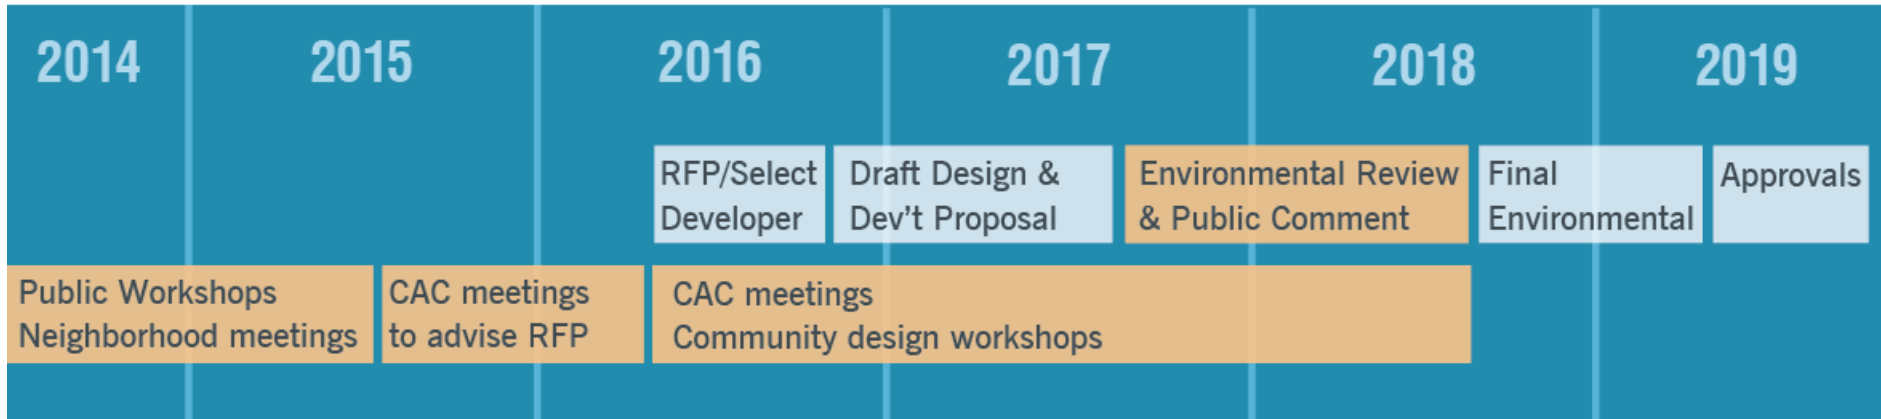 2014 2015 2016 2017 2018 2019
RFP/Select
Developer
Draft Design &
Dev't Proposal
Environmental Review
& Public Comment
Final
Environmental
Approvals
Public Workshops
Neighborhood meetings
CAC meetings
to advise RFP
CAC meetings
Community design workshops